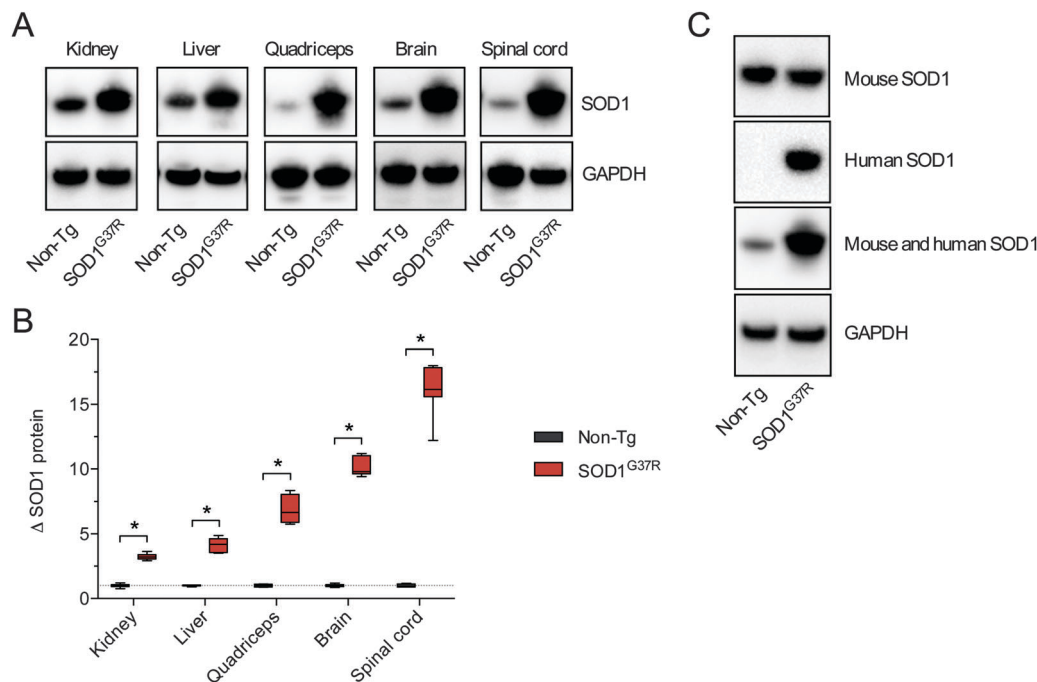 A
Kidney Liver Quadriceps Brain Spinal cord
SOD1
GAPDH
Non-Tg SOD1G37R Non-Tg SOD1G37R Non-Tg SOD1G37R Non-Tg SOD1G37R Non-Tg SOD1G37R
B
20
15
10
5
0
Δ SOD1 protein
* * * * *
Kidney Liver Quadriceps Brain Spinal cord
Non-Tg
SOD1G37R
C
Mouse SOD1
Human SOD1
Mouse and human SOD1
GAPDH
Non-Tg SOD1G37R